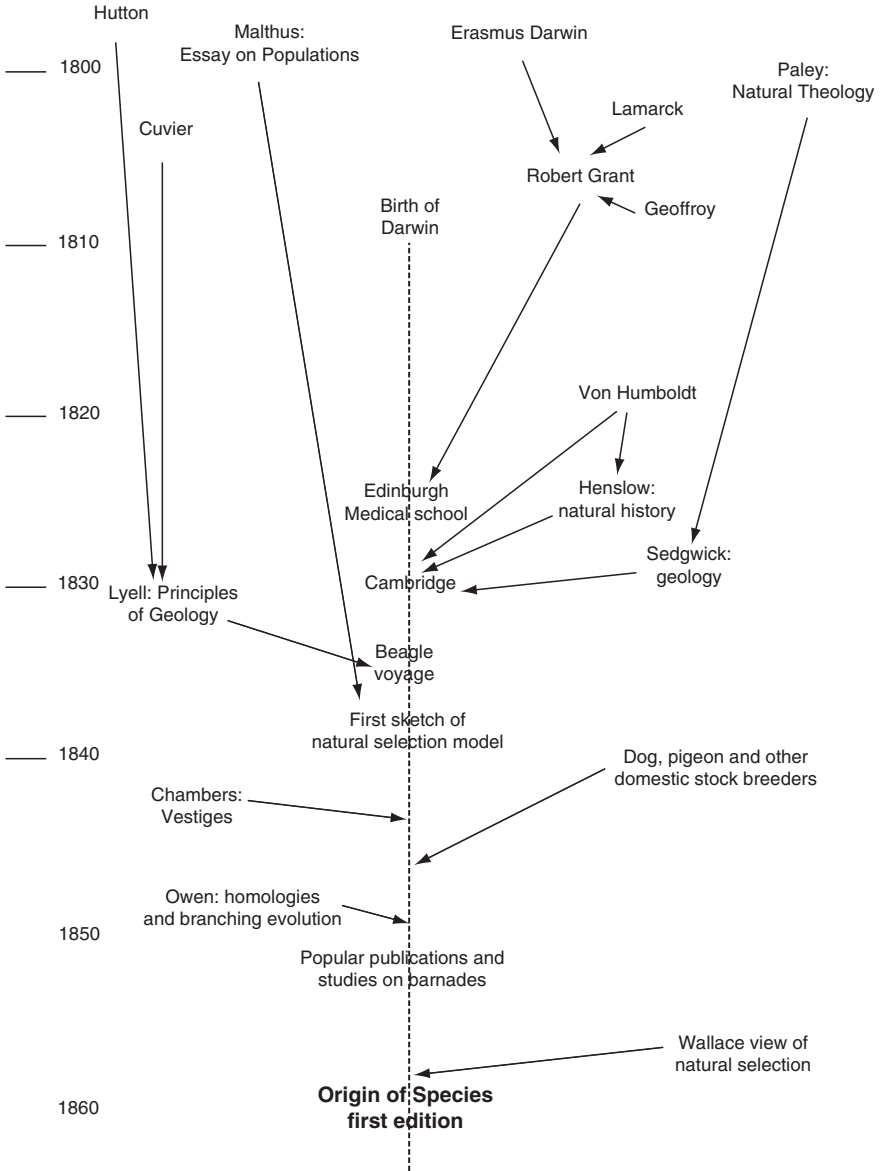 Hutton
Malthus:
Essay on Populations
Erasmus Darwin
1800
Paley:
Natural Theology
Lamarck
Cuvier
Robert Grant
Birth of
Darwin
Geoffroy
1810
Von Humboldt
1820
Edinburgh
Medical school
Henslow:
natural history
Sedgwick:
geology
1830
Cambridge
Lyell: Principles
of Geology
Beagle
voyage
First sketch of
natural selection model
1840
Dog, pigeon and other
domestic stock breeders
Chambers:
Vestiges
Owen: homologies
and branching evolution
1850
Popular publications and
studies on barnades
Wallace view of
natural selection
Origin of Species
first edition
1860